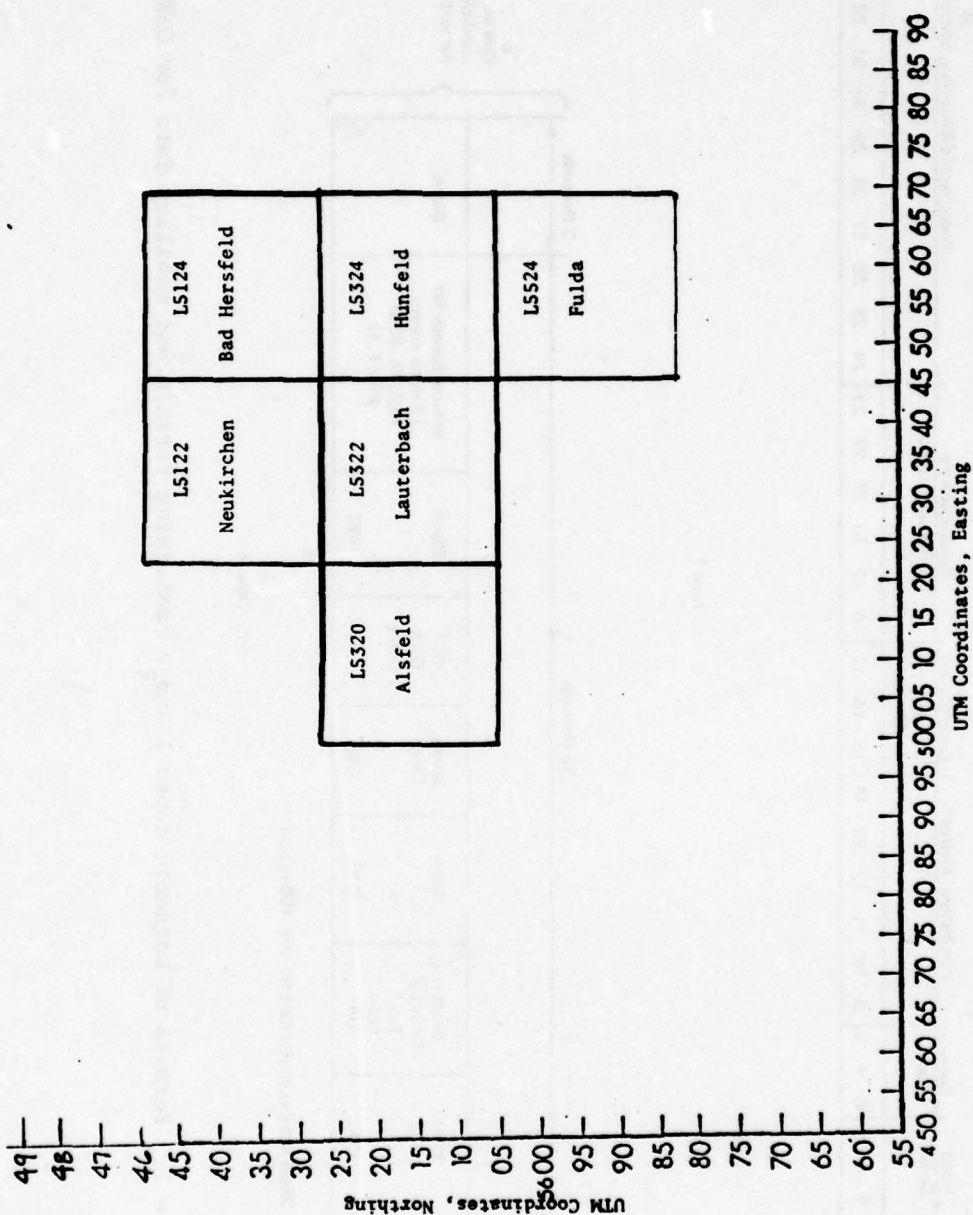 49
48
47
46
45
40
35
30
25
20
15
10
05
5600
95
90
85
80
75
70
65
60
55
UTM Coordinates, Northing
L5122
Neukirchen
L5124
Bad Hersfeld
L5320
Alsfeld
L5322
Lauterbach
L5324
Hunfeld
L5524
Fulda
450 55 60 65 70 75 80 85 90 95 500 05 10 15 20 25 30 35 40 45 50 55 60 65 70 75 80 85 90
UTM Coordinates, Easting